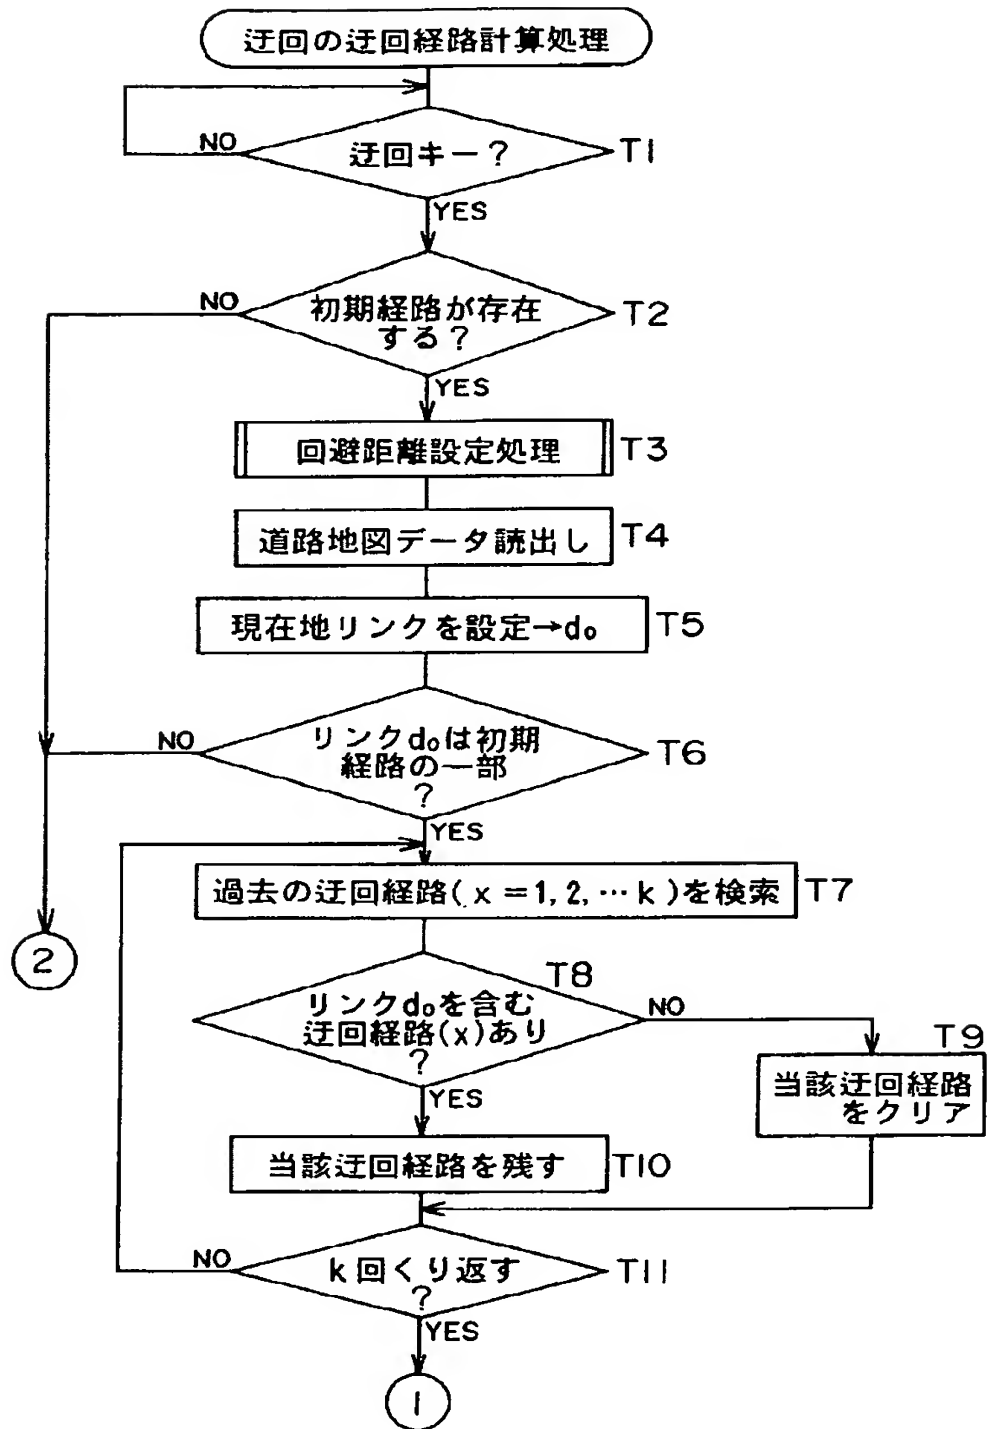 迂回の迂回経路計算処理
NO
迂回キー?
T1
YES
NO
初期経路が存在
する?
T2
YES
回避距離設定処理
T3
道路地図データ読出し
T4
現在地リンクを設定→d₀
T5
NO
リンクd₀は初期
経路の一部
?
T6
YES
過去の迂回経路(x=1,2,…k)を検索
T7
2
T8
リンクd₀を含む
迂回経路(x)あり
?
NO
T9
当該迂回経路
をクリア
YES
当該迂回経路を残す
T10
NO
k回くり返す
?
T11
YES
1